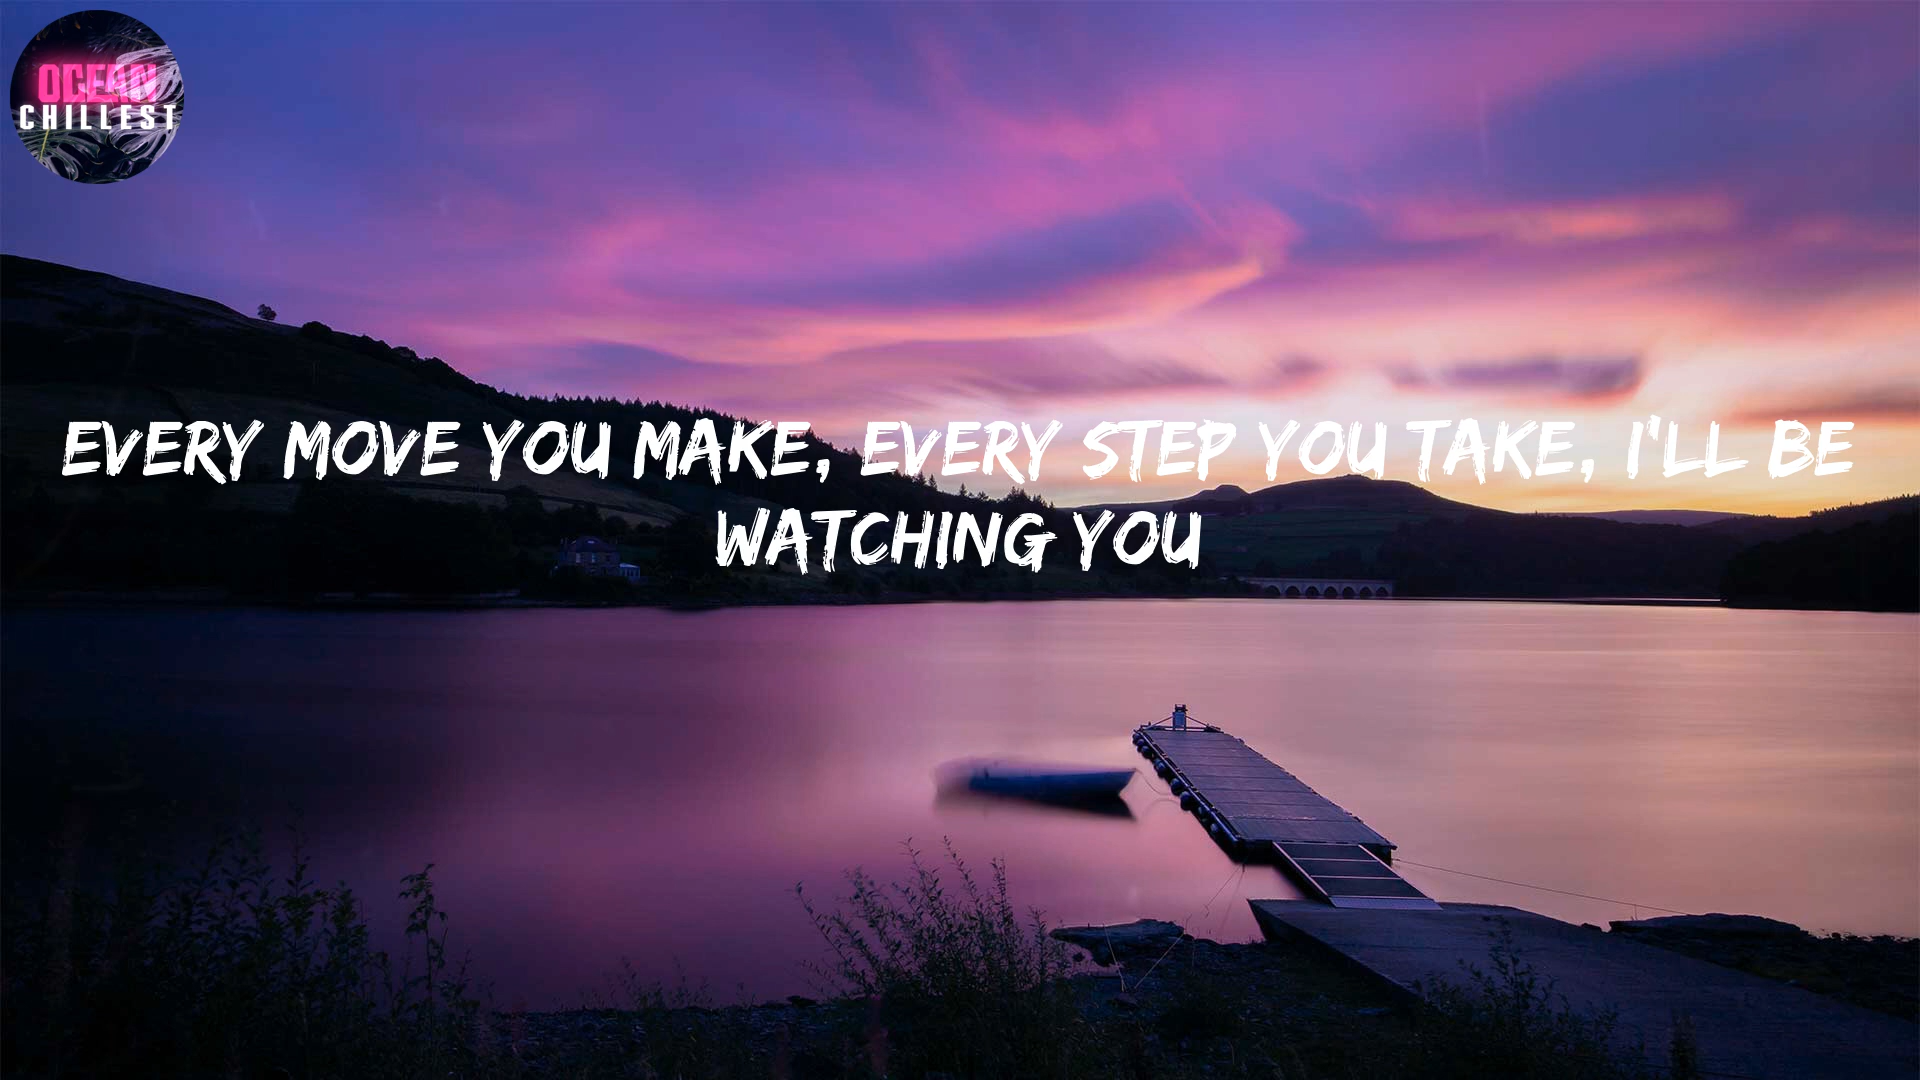 OCEAN
CHILLEST
EVERY MOVE YOU MAKE, EVERY STEP YOU TAKE, I'LL BE
WATCHING YOU